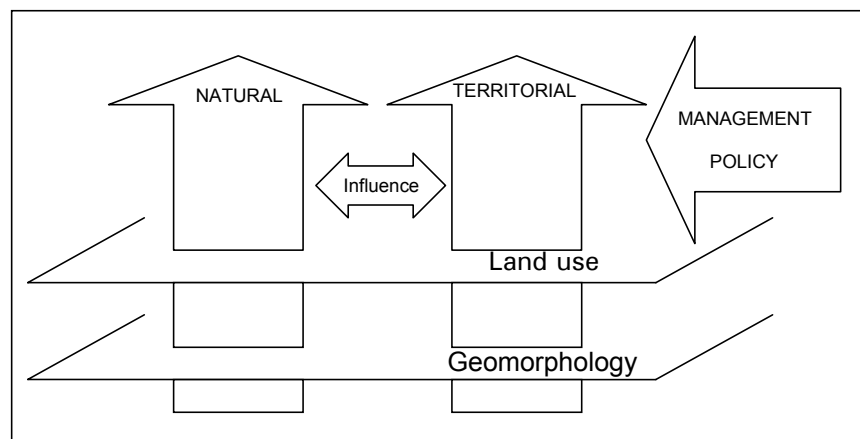 NATURAL
TERRITORIAL
MANAGEMENT
POLICY
Influence
Land use
Geomorphology